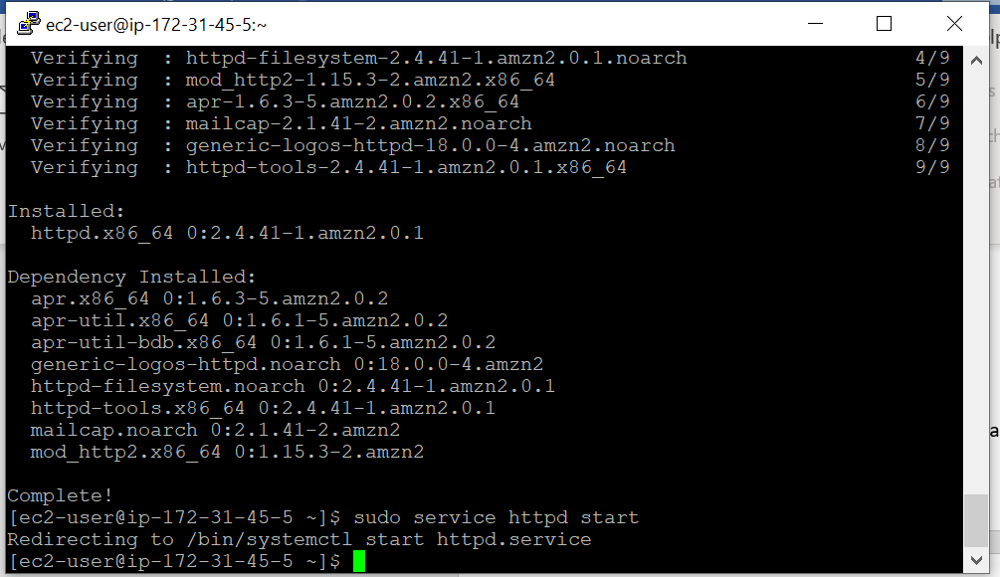 ec2-user@ip-172-31-45-5:~
Verifying : httpd-filesystem-2.4.41-1.amzn2.0.1.noarch 4/9
Verifying : mod_http2-1.15.3-2.amzn2.x86_64 5/9
Verifying : apr-1.6.3-5.amzn2.0.2.x86_64 6/9
Verifying : mailcap-2.1.41-2.amzn2.noarch 7/9
Verifying : generic-logos-httpd-18.0.0-4.amzn2.noarch 8/9
Verifying : httpd-tools-2.4.41-1.amzn2.0.1.x86_64 9/9
Installed:
httpd.x86_64 0:2.4.41-1.amzn2.0.1
Dependency Installed:
apr.x86_64 0:1.6.3-5.amzn2.0.2
apr-util.x86_64 0:1.6.1-5.amzn2.0.2
apr-util-bdb.x86_64 0:1.6.1-5.amzn2.0.2
generic-logos-httpd.noarch 0:18.0.0-4.amzn2
httpd-filesystem.noarch 0:2.4.41-1.amzn2.0.1
httpd-tools.x86_64 0:2.4.41-1.amzn2.0.1
mailcap.noarch 0:2.1.41-2.amzn2
mod_http2.x86_64 0:1.15.3-2.amzn2
Complete!
[ec2-user@ip-172-31-45-5 ~]$ sudo service httpd start
Redirecting to /bin/systemctl start httpd.service
[ec2-user@ip-172-31-45-5 ~]$